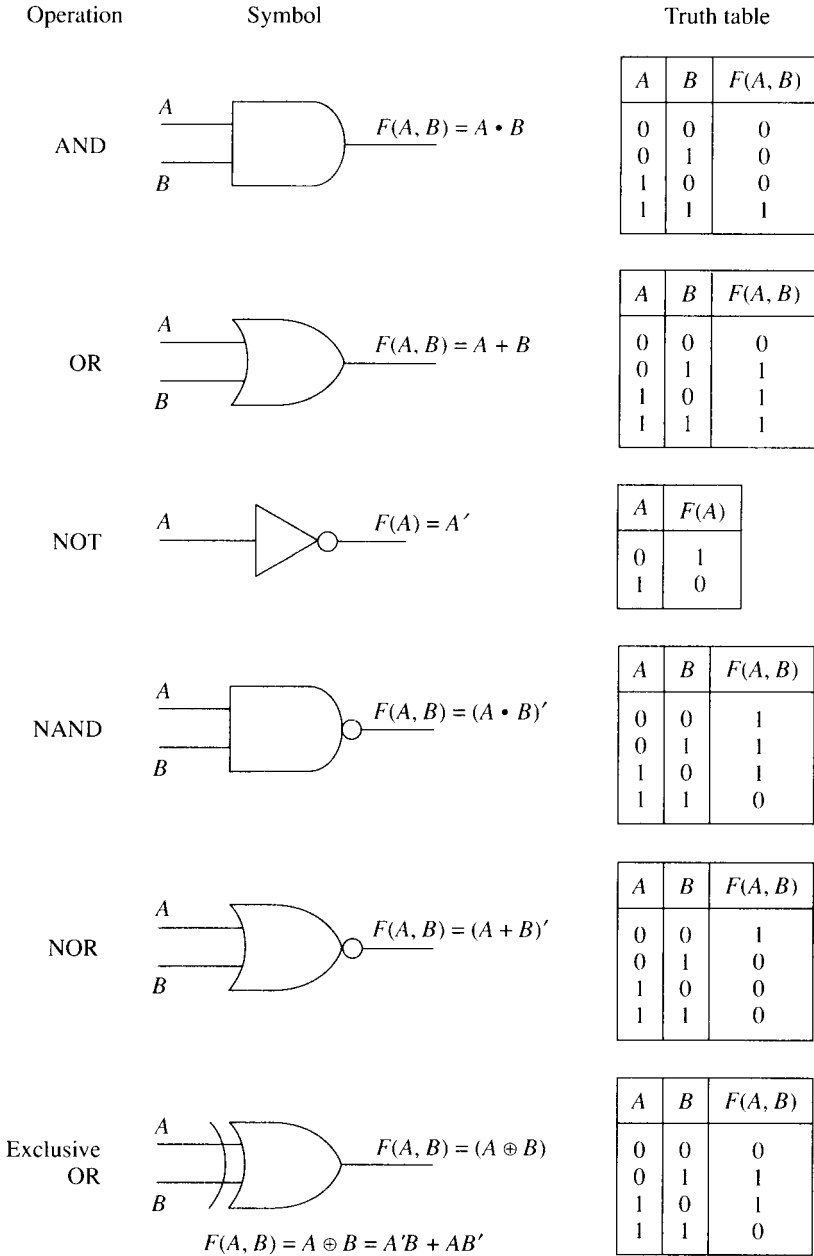 Operation Symbol Truth table
AND
A
B
F(A, B) = A • B
A B F(A, B)
0 0 0
0 1 0
1 0 0
1 1 1
OR
A
B
F(A, B) = A + B
A B F(A, B)
0 0 0
0 1 1
1 0 1
1 1 1
NOT
A
F(A) = A′
A F(A)
0 1
1 0
NAND
A
B
F(A, B) = (A • B)′
A B F(A, B)
0 0 1
0 1 1
1 0 1
1 1 0
NOR
A
B
F(A, B) = (A + B)′
A B F(A, B)
0 0 1
0 1 0
1 0 0
1 1 0
Exclusive
OR
A
B
F(A, B) = (A ⊕ B)
F(A, B) = A ⊕ B = A′B + AB′
A B F(A, B)
0 0 0
0 1 1
1 0 1
1 1 0